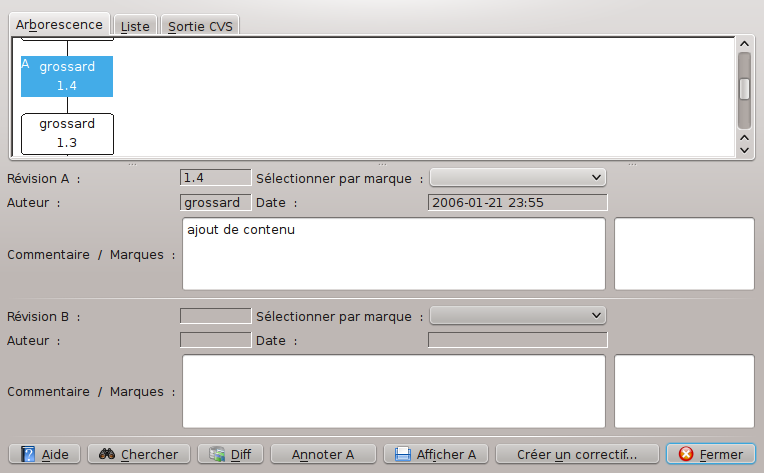 Arborescence Liste Sortie CVS
A grossard
1.4
grossard
1.3
Révision A : 1.4 Sélectionner par marque :
Auteur : grossard Date : 2006-01-21 23:55
ajout de contenu
Commentaire / Marques :
Révision B : Sélectionner par marque :
Auteur : Date :
Commentaire / Marques :
Aide Chercher Diff Annoter A Afficher A Créer un correctif... Fermer